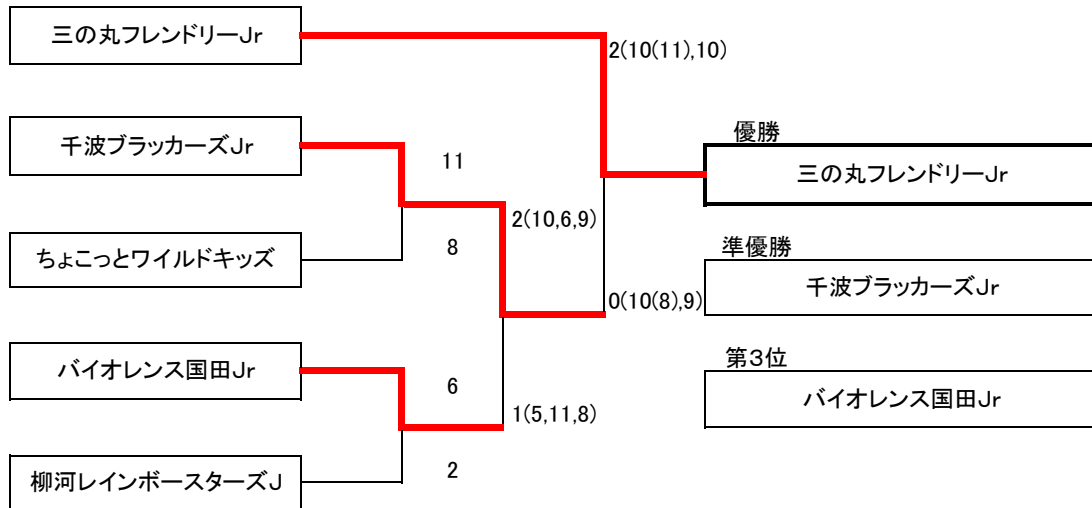 三の丸フレンドリーJr
2(10(11),10)
千波ブラッカーズJr
11
優勝
三の丸フレンドリーJr
2(10,6,9)
8
ちょこっとワイルドキッズ
準優勝
千波ブラッカーズJr
0(10(8),9)
バイオレンス国田Jr
6
第3位
バイオレンス国田Jr
1(5,11,8)
2
柳河レインボースターズJ